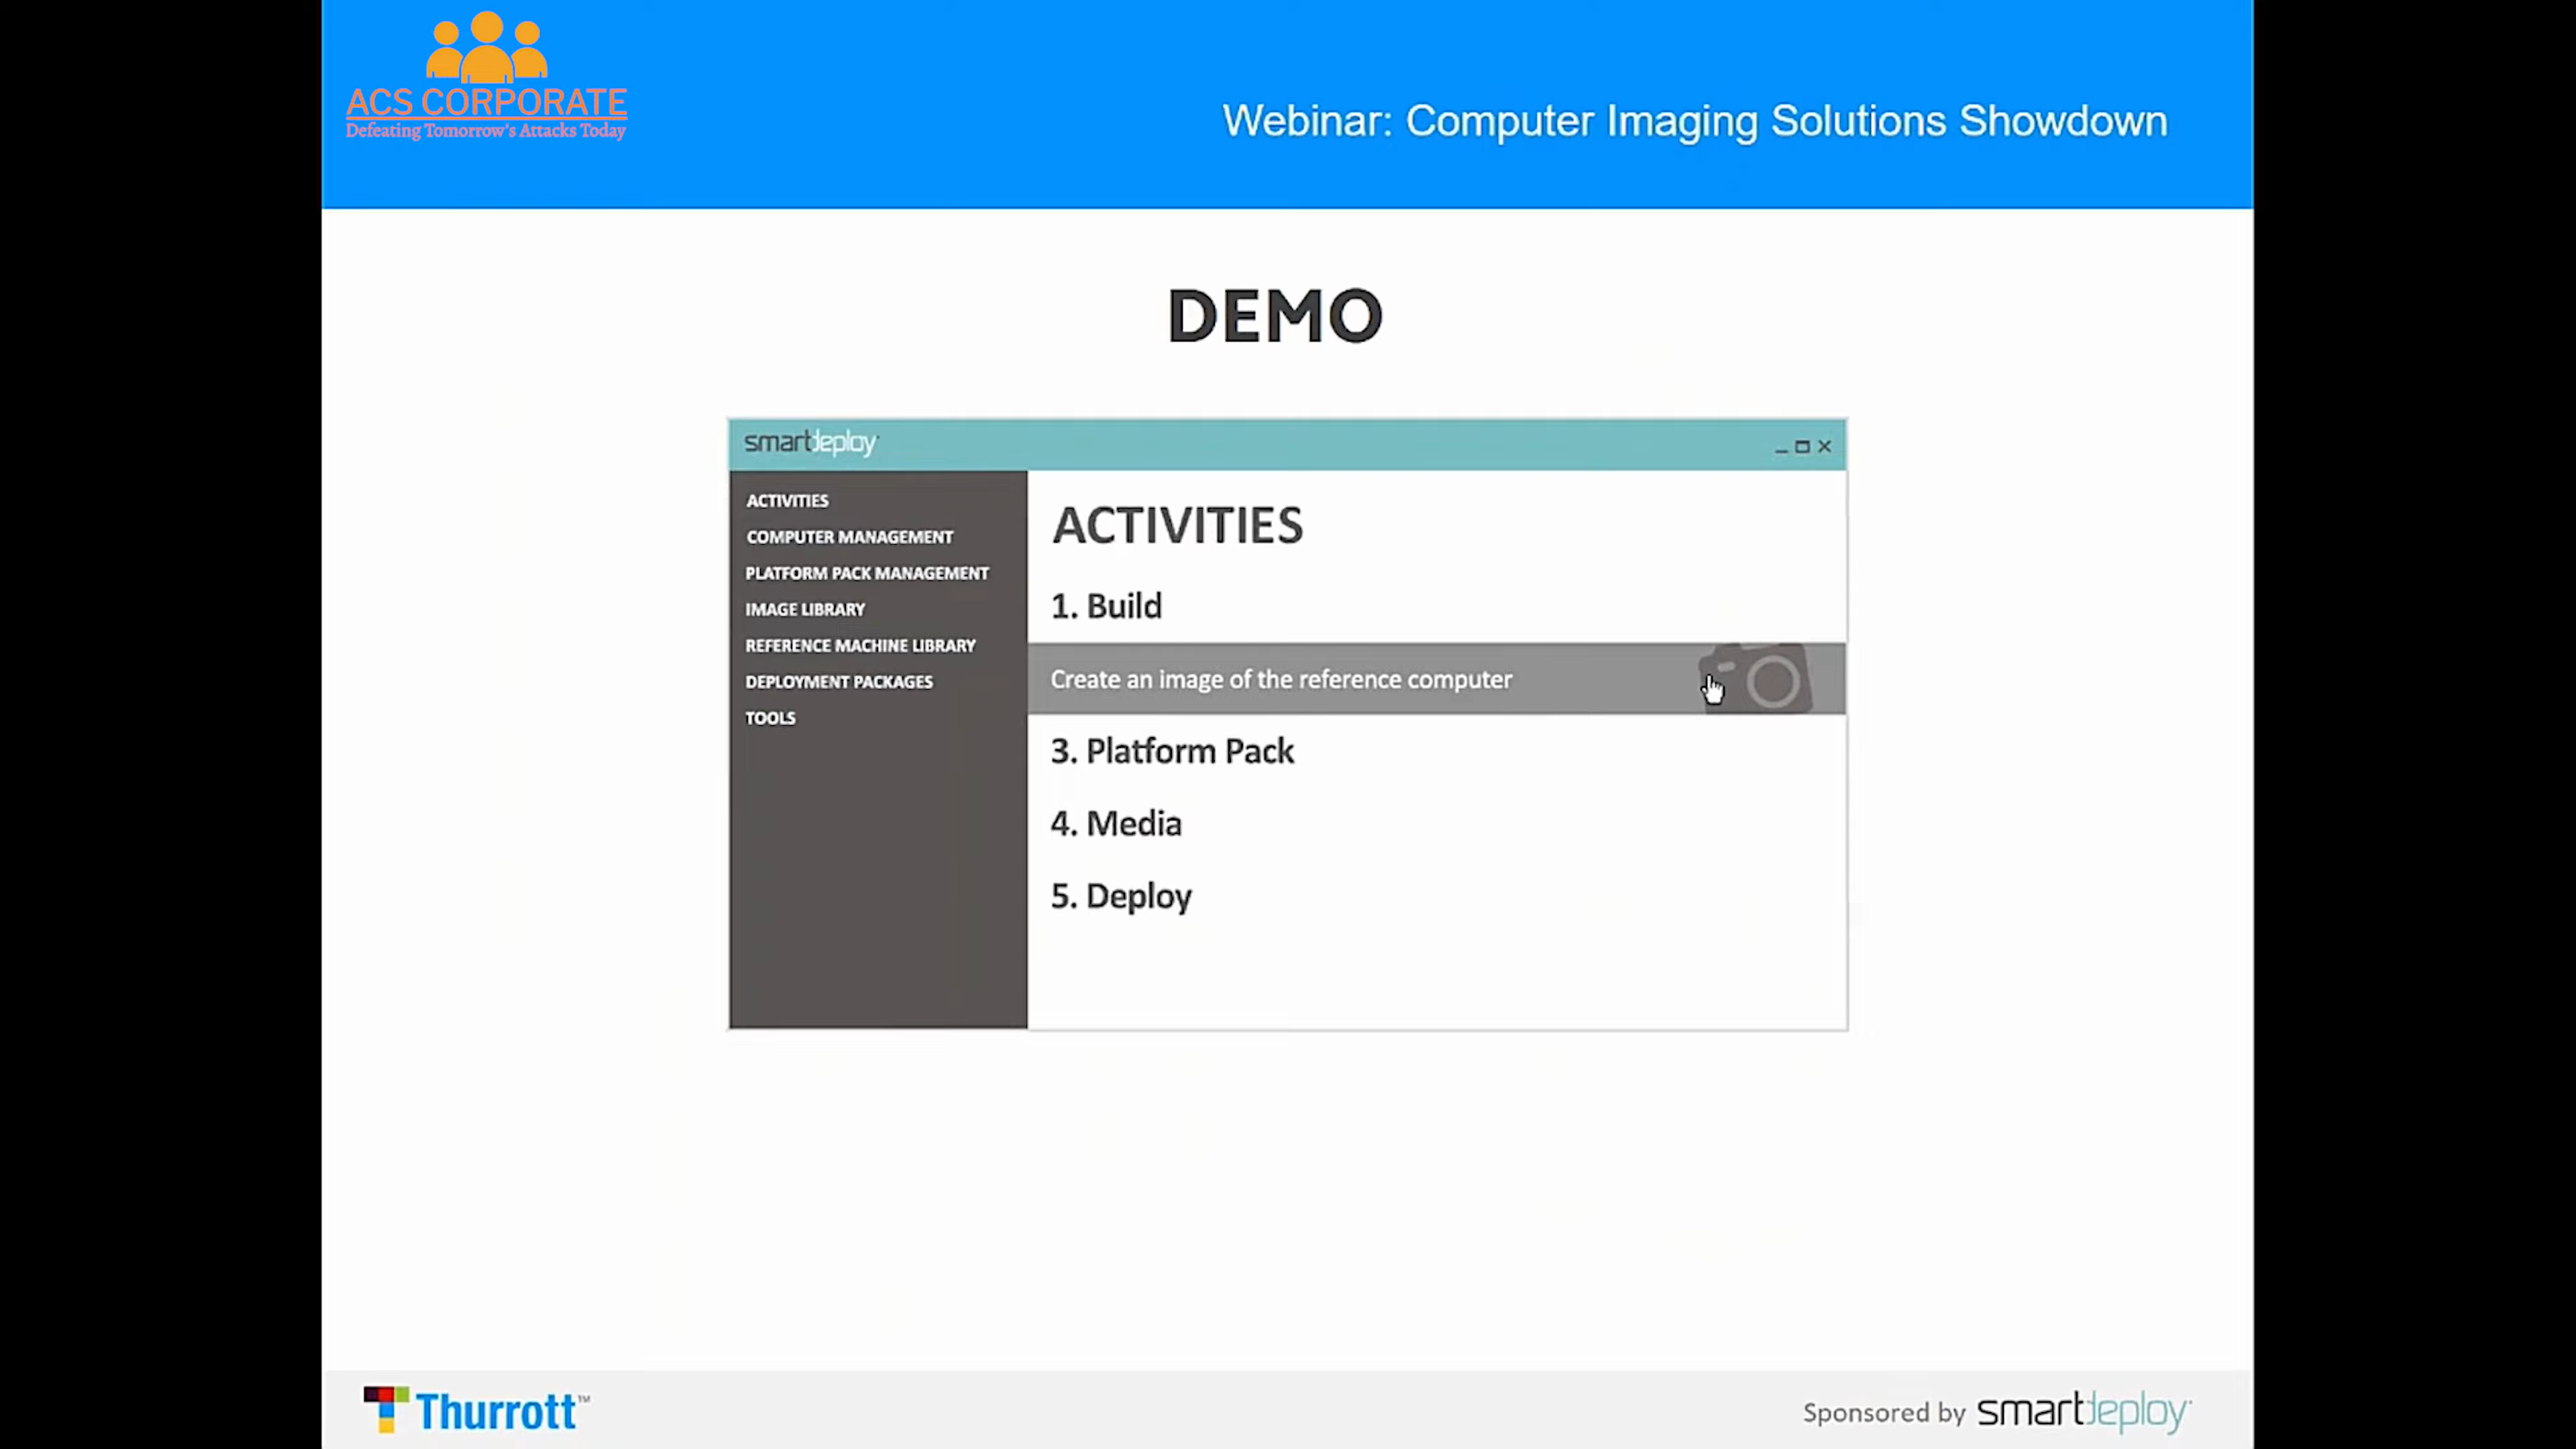 ACS CORPORATE
Defeating Tomorrow's Attacks Today
Webinar: Computer Imaging Solutions Showdown
DEMO
smartdeploy
ACTIVITIES
COMPUTER MANAGEMENT
PLATFORM PACK MANAGEMENT
IMAGE LIBRARY
REFERENCE MACHINE LIBRARY
DEPLOYMENT PACKAGES
TOOLS
ACTIVITIES
1. Build
Create an image of the reference computer
3. Platform Pack
4. Media
5. Deploy
Thurrott™
Sponsored by smartdeploy